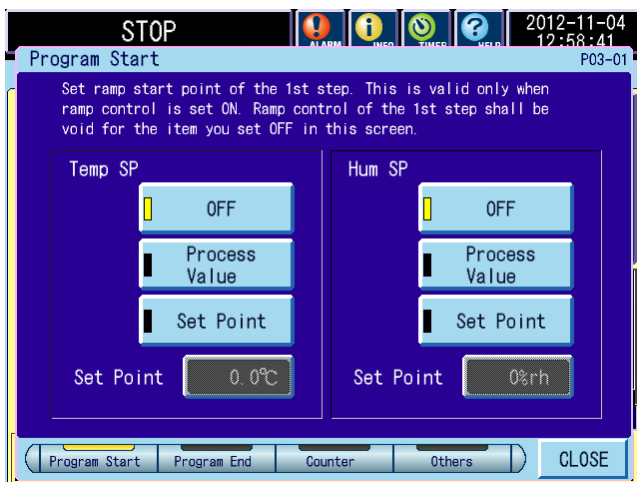 STOP
ALARM
INFO
TIMER
HELP
2012-11-04
12:58:41
Program Start
P03-01
Set ramp start point of the 1st step. This is valid only when
ramp control is set ON. Ramp control of the 1st step shall be
void for the item you set OFF in this screen.
Temp SP
OFF
Process
Value
Set Point
Set Point 0.0℃
Hum SP
OFF
Process
Value
Set Point
Set Point 0%rh
Program Start
Program End
Counter
Others
CLOSE